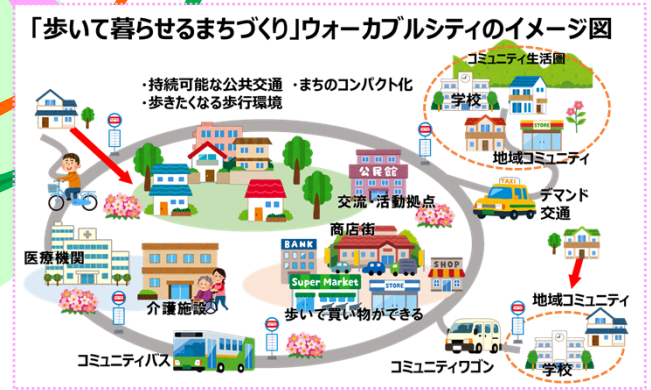 「歩いて暮らせるまちづくり」ウォーカブルシティのイメージ図
・持続可能な公共交通 ・まちのコンパクト化
・歩きたくなる歩行環境
コミュニティ生活圏
学校
STORE
地域コミュニティ
公民館
交流・活動拠点
TAXI
デマンド
交通
医療機関
介護施設
商店街
BANK
SHOP
Super Market
STORE
歩いて買い物ができる
地域コミュニティ
学校
コミュニティバス
コミュニティワゴン